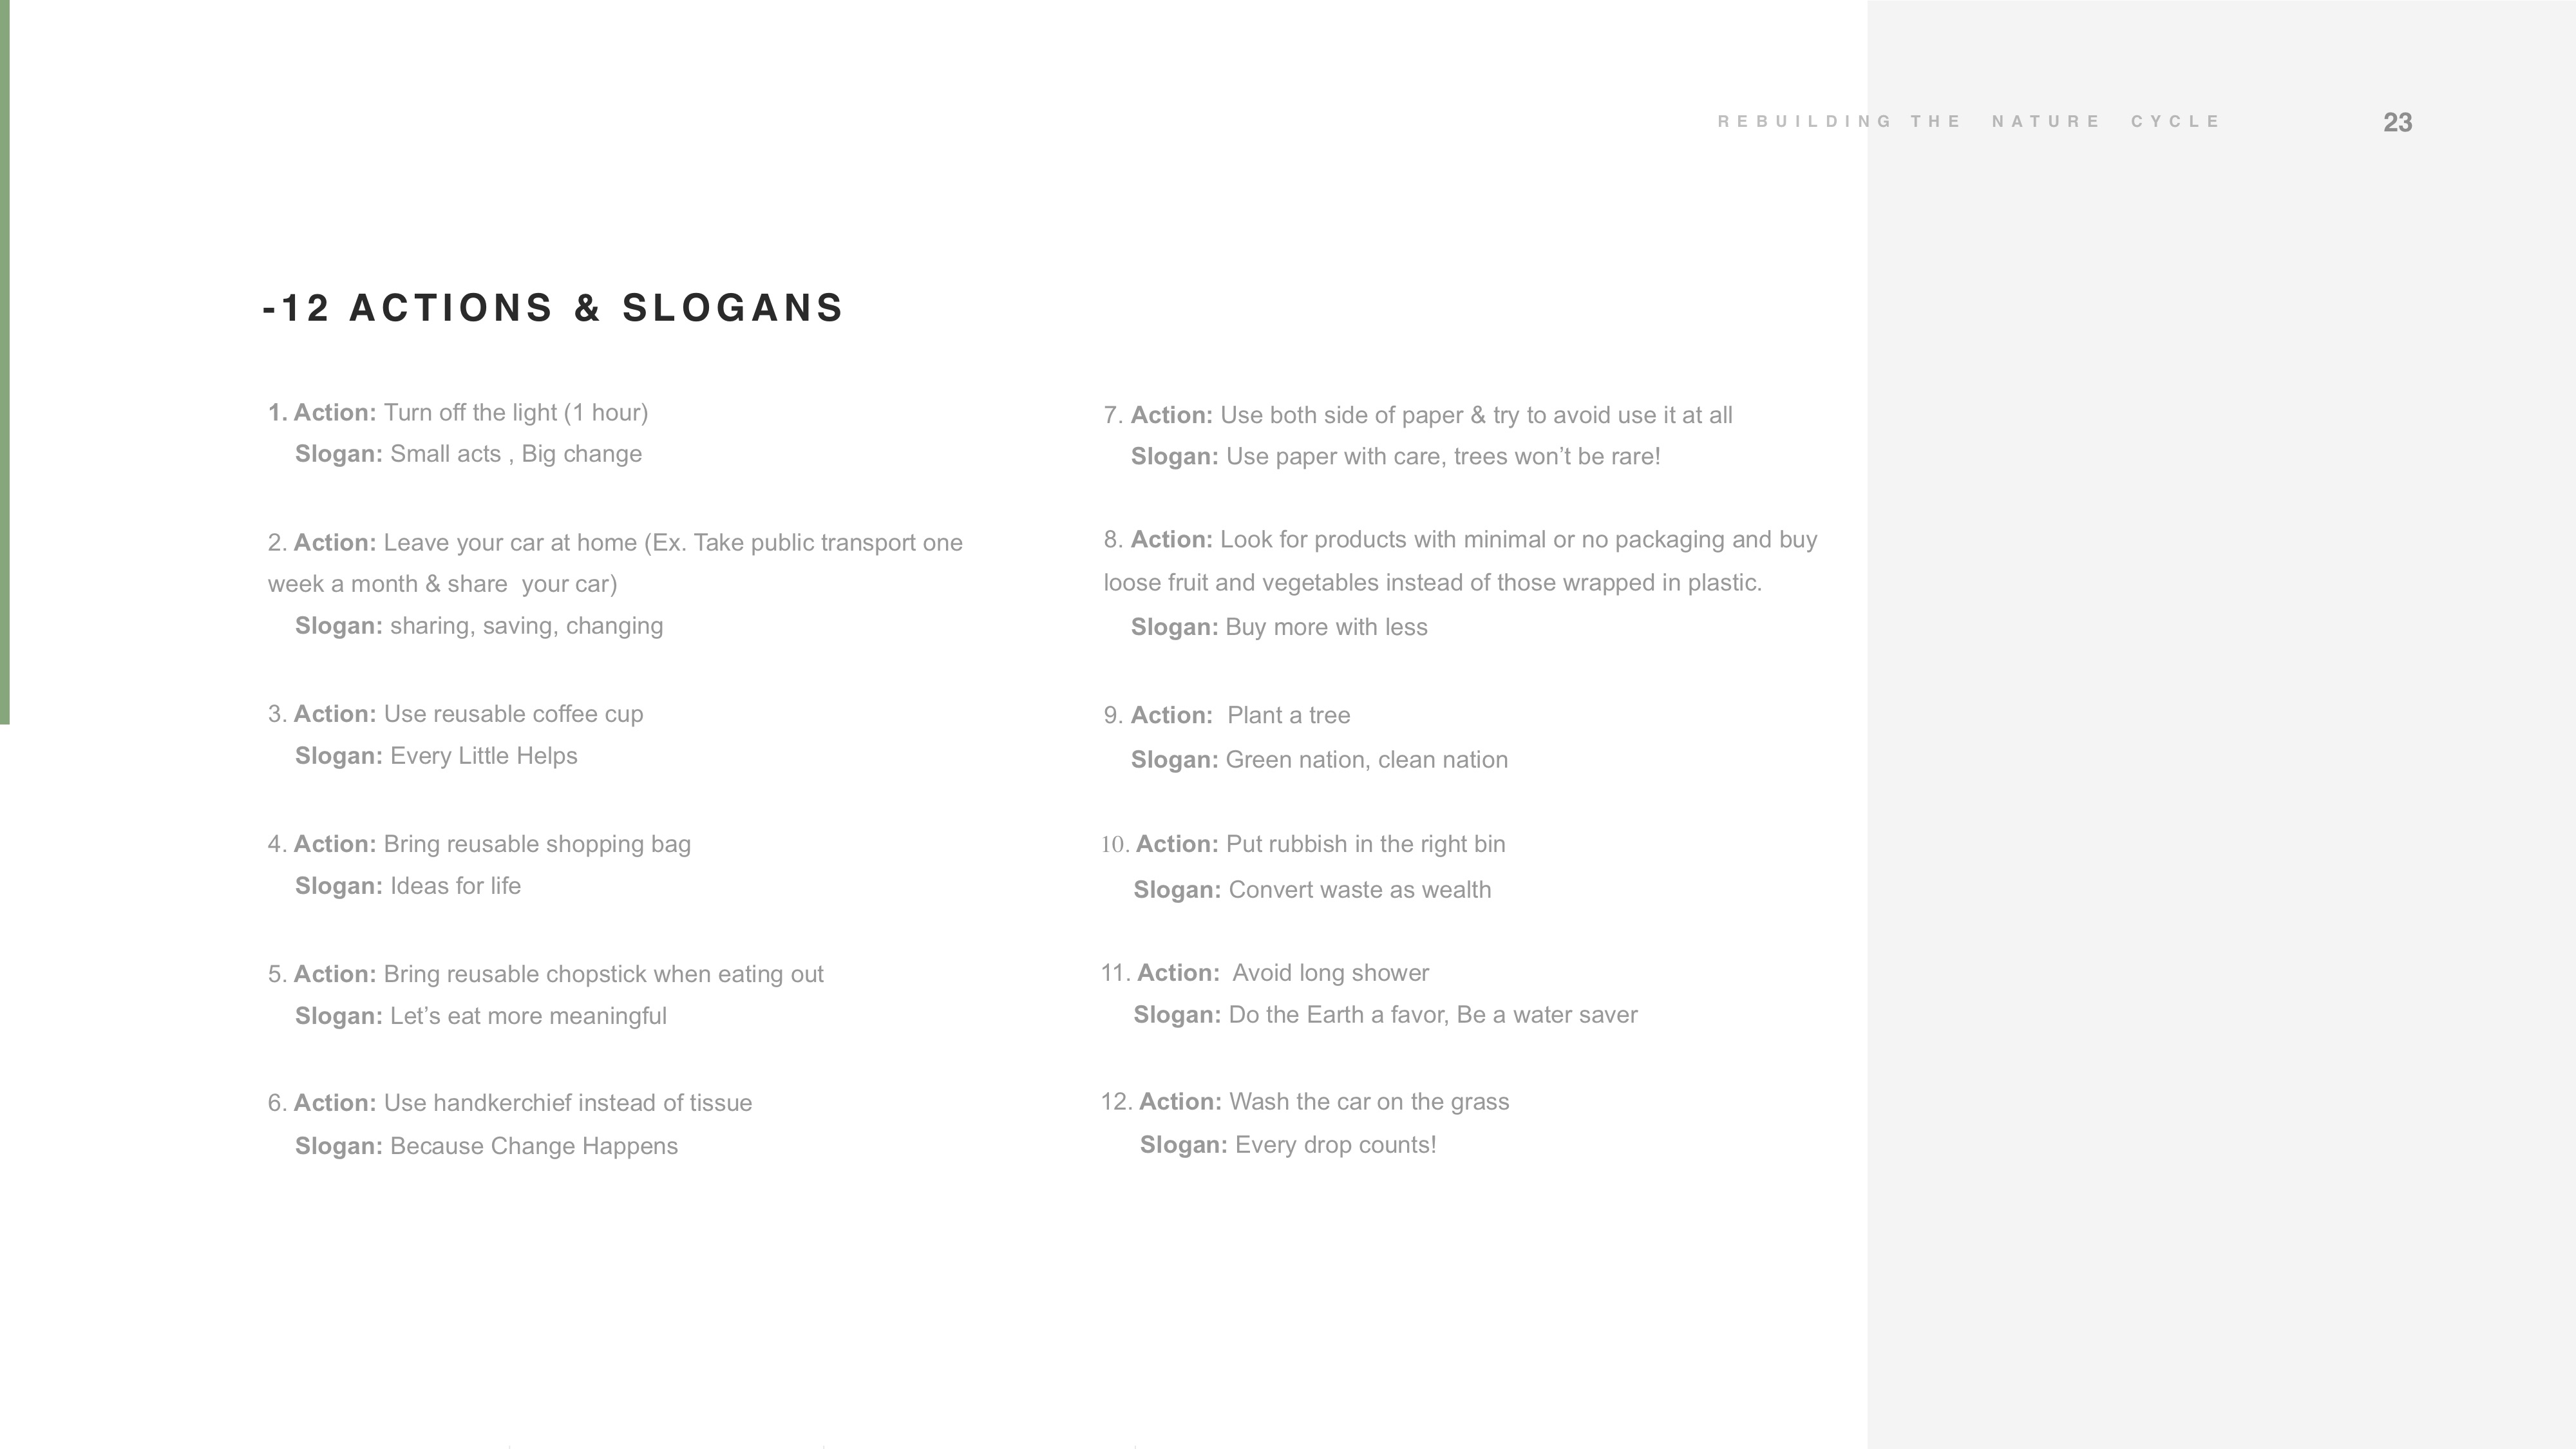 REBUILDING THE NATURE CYCLE
23
-12 ACTIONS & SLOGANS
1. Action: Turn off the light (1 hour)
Slogan: Small acts , Big change
2. Action: Leave your car at home (Ex. Take public transport one
week a month & share  your car)
Slogan: sharing, saving, changing
3. Action: Use reusable coffee cup
Slogan: Every Little Helps
4. Action: Bring reusable shopping bag
Slogan: Ideas for life
5. Action: Bring reusable chopstick when eating out
Slogan: Let’s eat more meaningful
6. Action: Use handkerchief instead of tissue
Slogan: Because Change Happens
7. Action: Use both side of paper & try to avoid use it at all
Slogan: Use paper with care, trees won’t be rare!
8. Action: Look for products with minimal or no packaging and buy
loose fruit and vegetables instead of those wrapped in plastic.
Slogan: Buy more with less
9. Action:  Plant a tree
Slogan: Green nation, clean nation
10. Action: Put rubbish in the right bin
Slogan: Convert waste as wealth
11. Action:  Avoid long shower
Slogan: Do the Earth a favor, Be a water saver
12. Action: Wash the car on the grass
Slogan: Every drop counts!